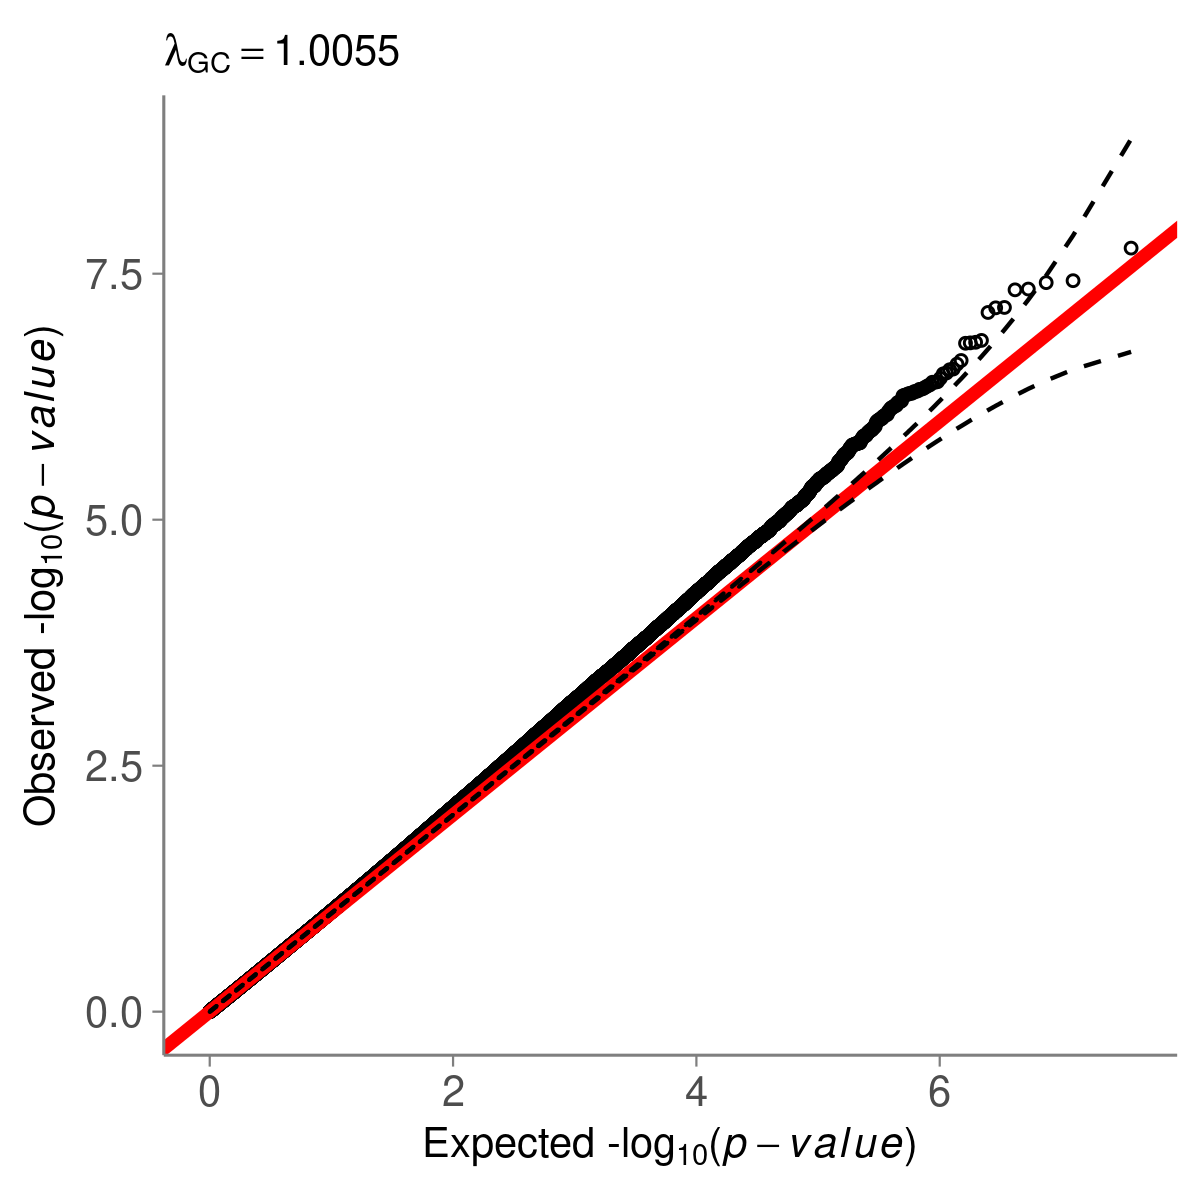 λGC = 1.0055
Observed -log10(p − value)
7.5
5.0
2.5
0.0
0 2 4 6
Expected -log10(p − value)